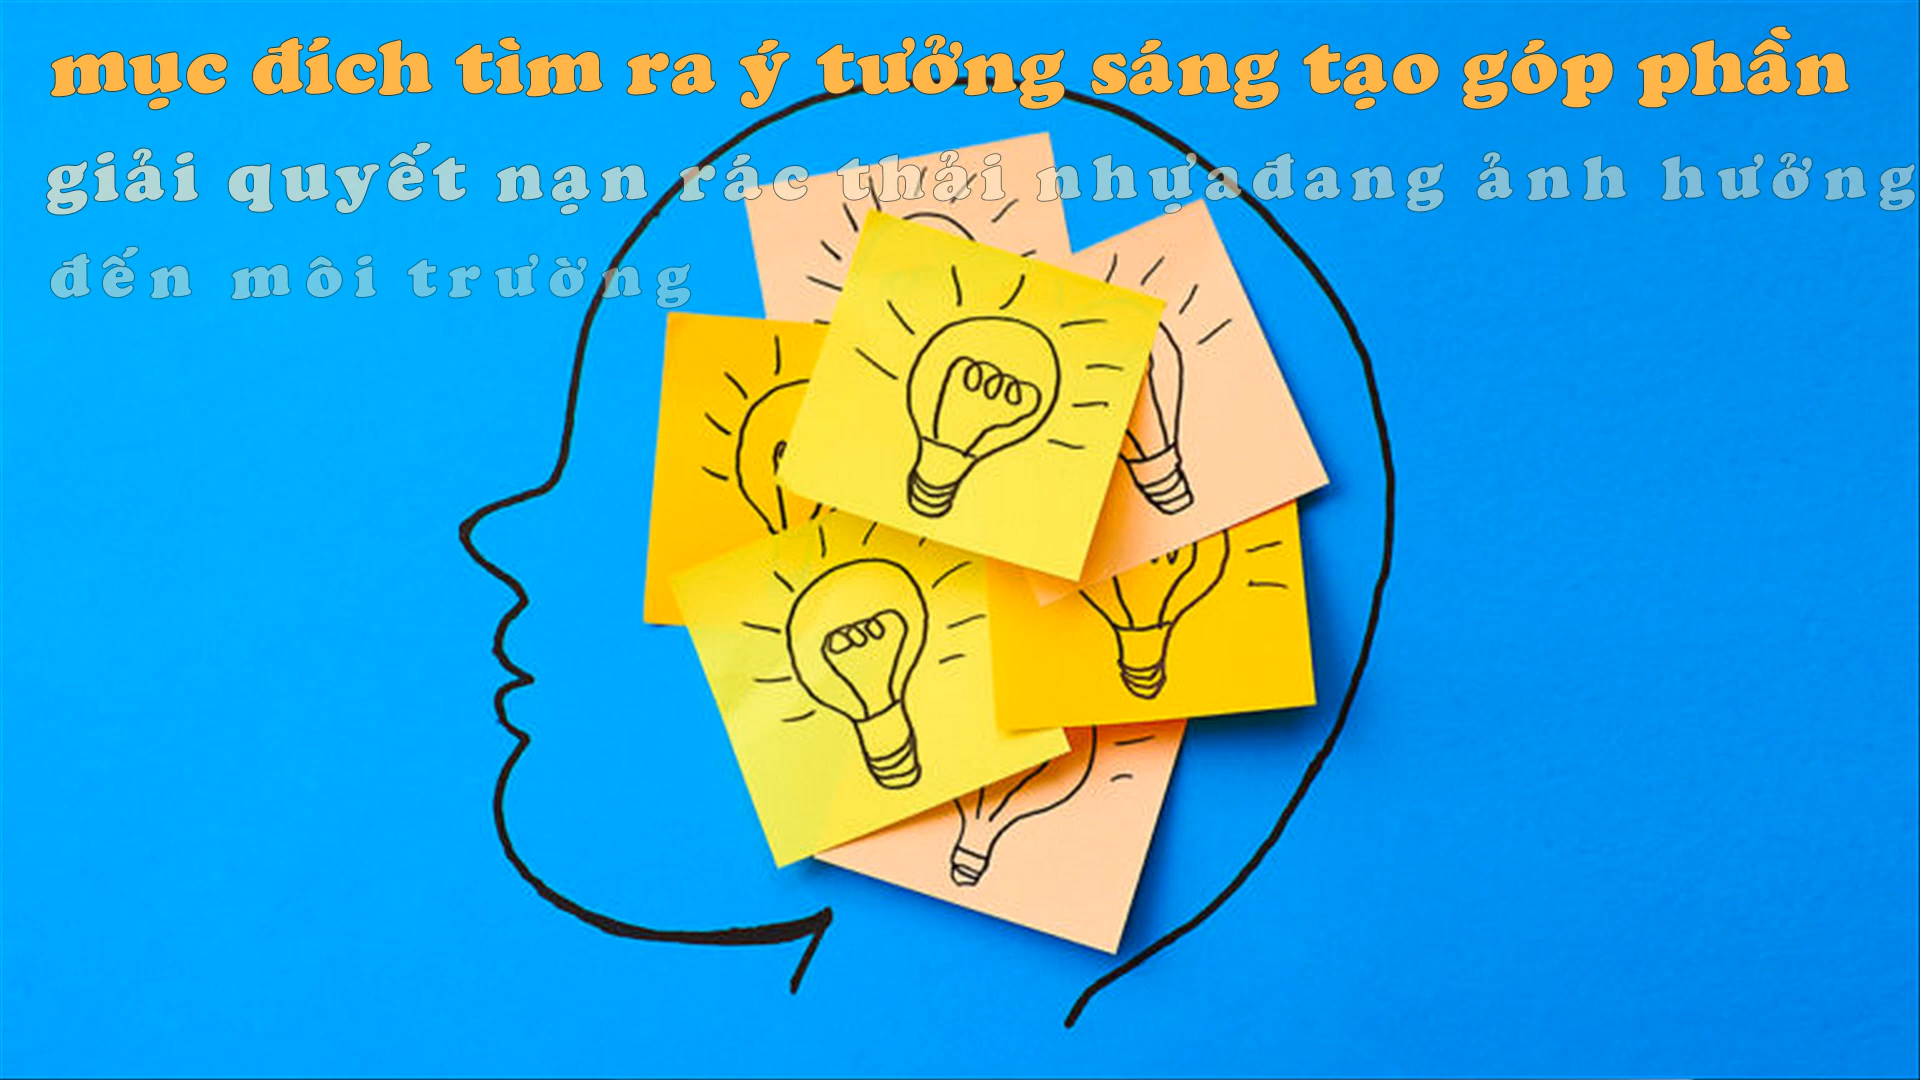 mục đích tìm ra ý tưởng sáng tạo góp phần
giải quyết nạn rác thải nhựađang ảnh hưởng
đến môi trường